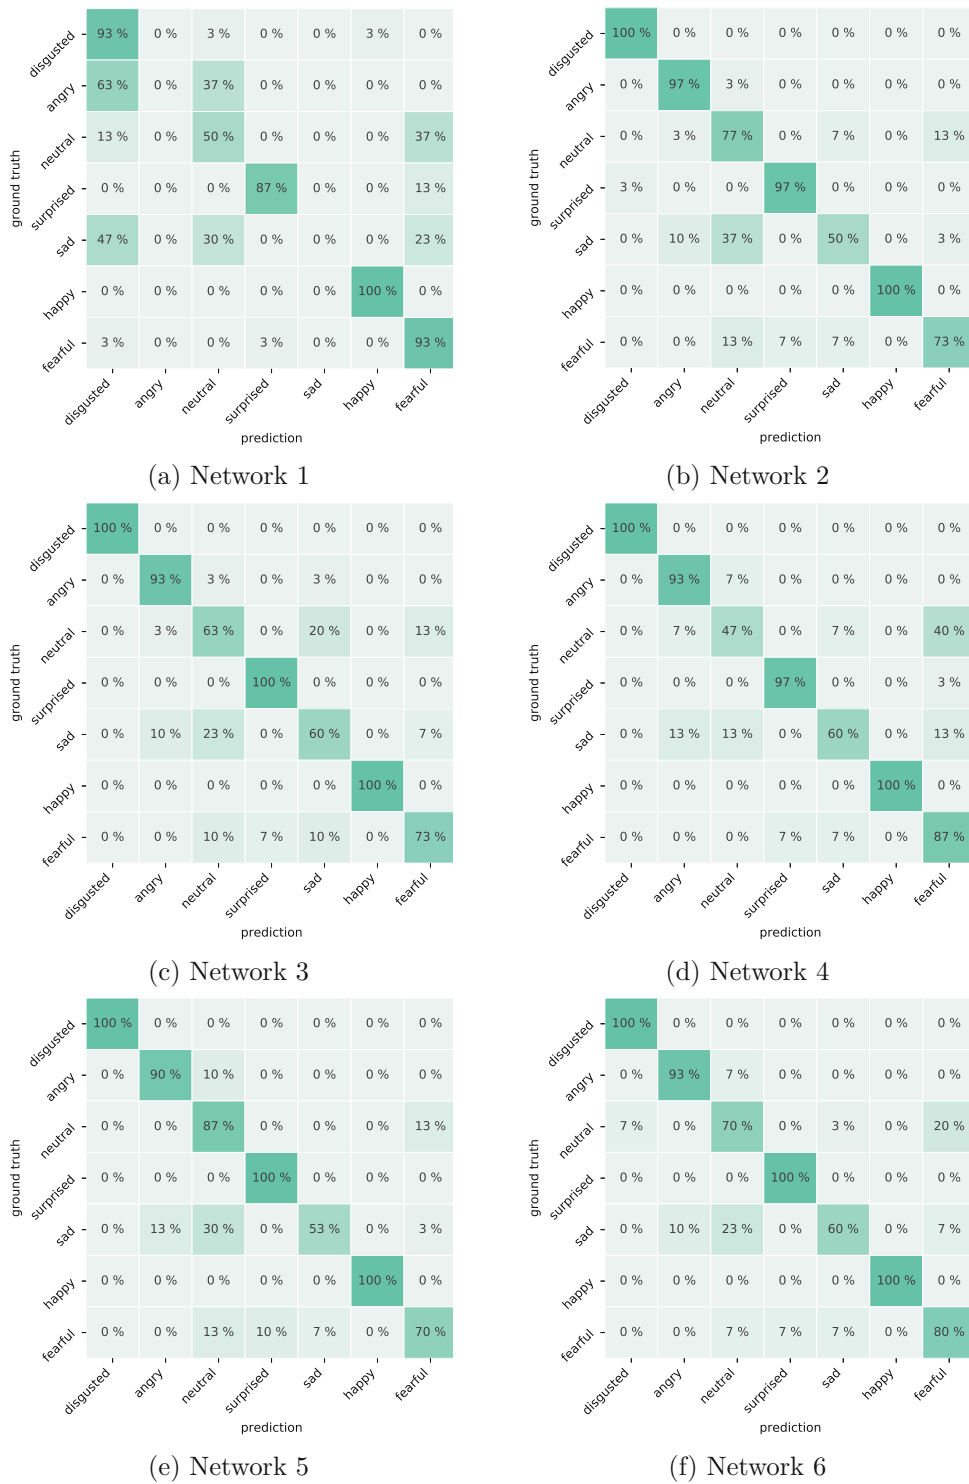 disgusted 93 % 0 % 3 % 0 % 0 % 3 % 0 %
angry 63 % 0 % 37 % 0 % 0 % 0 % 0 %
neutral 13 % 0 % 50 % 0 % 0 % 0 % 37 %
surprised 0 % 0 % 0 % 87 % 0 % 0 % 13 %
sad 47 % 0 % 30 % 0 % 0 % 0 % 23 %
happy 0 % 0 % 0 % 0 % 0 % 100 % 0 %
fearful 3 % 0 % 0 % 3 % 0 % 0 % 93 %
ground truth
disgusted angry neutral surprised sad happy fearful
prediction
(a) Network 1
disgusted 100 % 0 % 0 % 0 % 0 % 0 % 0 %
angry 0 % 97 % 3 % 0 % 0 % 0 % 0 %
neutral 0 % 3 % 77 % 0 % 7 % 0 % 13 %
surprised 3 % 0 % 0 % 97 % 0 % 0 % 0 %
sad 0 % 10 % 37 % 0 % 50 % 0 % 3 %
happy 0 % 0 % 0 % 0 % 0 % 100 % 0 %
fearful 0 % 0 % 13 % 7 % 7 % 0 % 73 %
ground truth
disgusted angry neutral surprised sad happy fearful
prediction
(b) Network 2
disgusted 100 % 0 % 0 % 0 % 0 % 0 % 0 %
angry 0 % 93 % 3 % 0 % 3 % 0 % 0 %
neutral 0 % 3 % 63 % 0 % 20 % 0 % 13 %
surprised 0 % 0 % 0 % 100 % 0 % 0 % 0 %
sad 0 % 10 % 23 % 0 % 60 % 0 % 7 %
happy 0 % 0 % 0 % 0 % 0 % 100 % 0 %
fearful 0 % 0 % 10 % 7 % 10 % 0 % 73 %
ground truth
disgusted angry neutral surprised sad happy fearful
prediction
(c) Network 3
disgusted 100 % 0 % 0 % 0 % 0 % 0 % 0 %
angry 0 % 93 % 7 % 0 % 0 % 0 % 0 %
neutral 0 % 7 % 47 % 0 % 7 % 0 % 40 %
surprised 0 % 0 % 0 % 97 % 0 % 0 % 3 %
sad 0 % 13 % 13 % 0 % 60 % 0 % 13 %
happy 0 % 0 % 0 % 0 % 0 % 100 % 0 %
fearful 0 % 0 % 0 % 7 % 7 % 0 % 87 %
ground truth
disgusted angry neutral surprised sad happy fearful
prediction
(d) Network 4
disgusted 100 % 0 % 0 % 0 % 0 % 0 % 0 %
angry 0 % 90 % 10 % 0 % 0 % 0 % 0 %
neutral 0 % 0 % 87 % 0 % 0 % 0 % 13 %
surprised 0 % 0 % 0 % 100 % 0 % 0 % 0 %
sad 0 % 13 % 30 % 0 % 53 % 0 % 3 %
happy 0 % 0 % 0 % 0 % 0 % 100 % 0 %
fearful 0 % 0 % 13 % 10 % 7 % 0 % 70 %
ground truth
disgusted angry neutral surprised sad happy fearful
prediction
(e) Network 5
disgusted 100 % 0 % 0 % 0 % 0 % 0 % 0 %
angry 0 % 93 % 7 % 0 % 0 % 0 % 0 %
neutral 7 % 0 % 70 % 0 % 3 % 0 % 20 %
surprised 0 % 0 % 0 % 100 % 0 % 0 % 0 %
sad 0 % 10 % 23 % 0 % 60 % 0 % 7 %
happy 0 % 0 % 0 % 0 % 0 % 100 % 0 %
fearful 0 % 0 % 7 % 7 % 7 % 0 % 80 %
ground truth
disgusted angry neutral surprised sad happy fearful
prediction
(f) Network 6